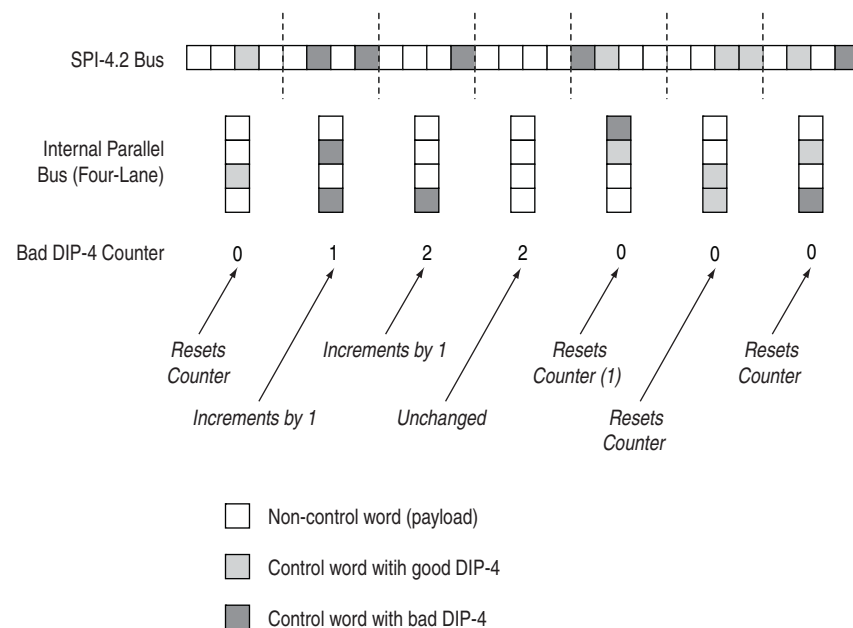 SPI-4.2 Bus
Internal Parallel
Bus (Four-Lane)
Bad DIP-4 Counter
0 1 2 2 0 0 0
Resets
Counter
Increments by 1
Increments by 1
Unchanged
Resets
Counter (1)
Resets
Counter
Resets
Counter
Non-control word (payload)
Control word witih good DIP-4
Control word with bad DIP-4